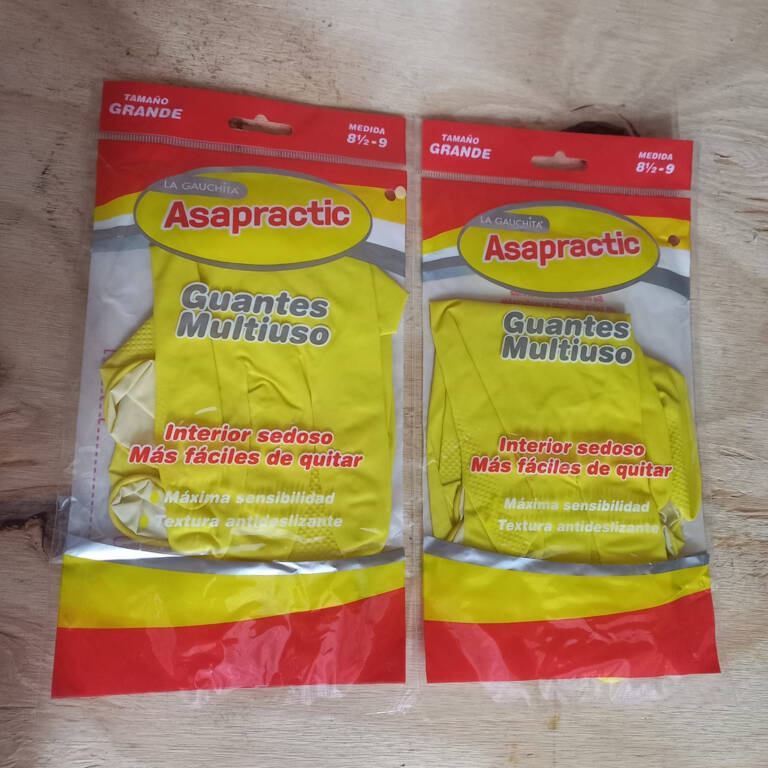 TAMAÑO
GRANDE
MEDIDA
8½-9
LA GAUCHITA
Asapractic
Guantes
Multiuso
Interior sedoso
Más fáciles de quitar
Máxima sensibilidad
Textura antideslizante
TAMAÑO
GRANDE
MEDIDA
8½-9
LA GAUCHITA
Asapractic
Guantes
Multiuso
Interior sedoso
Más fáciles de quitar
Máxima sensibilidad
Textura antideslizante